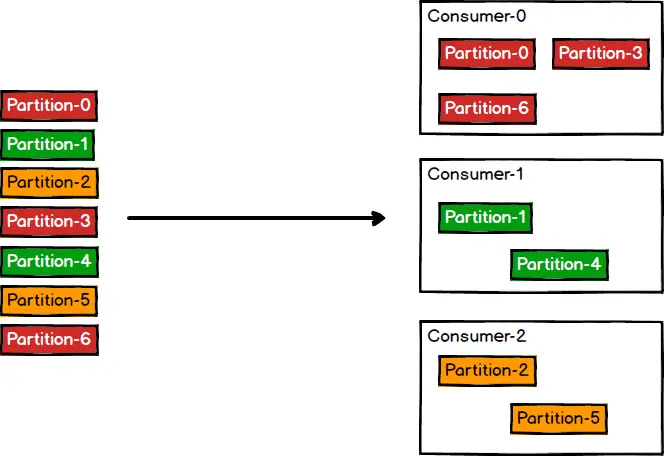 Partition-0
Partition-1
Partition-2
Partition-3
Partition-4
Partition-5
Partition-6
Consumer-0
Partition-0 Partition-3
Partition-6
Consumer-1
Partition-1
Partition-4
Consumer-2
Partition-2
Partition-5